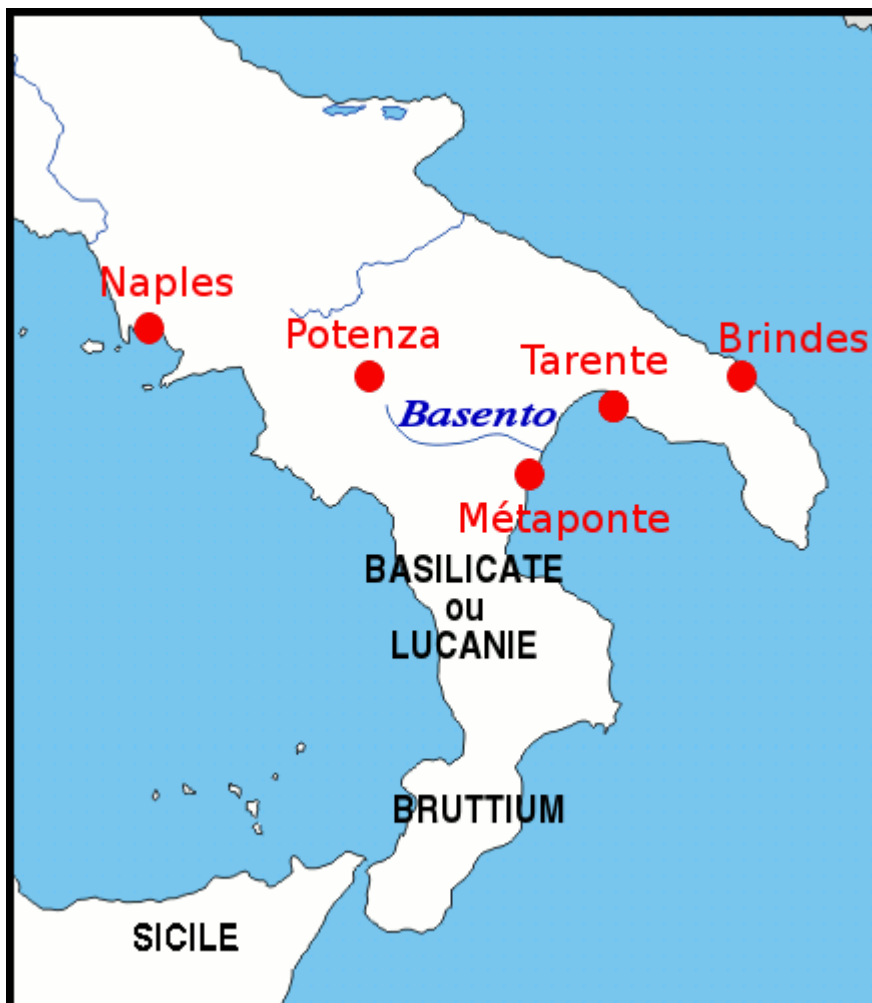 Naples
Potenza
Brindes
Tarente
Basento
Métaponte
BASILICATE
ou
LUCANIE
BRUTTIUM
SICILE